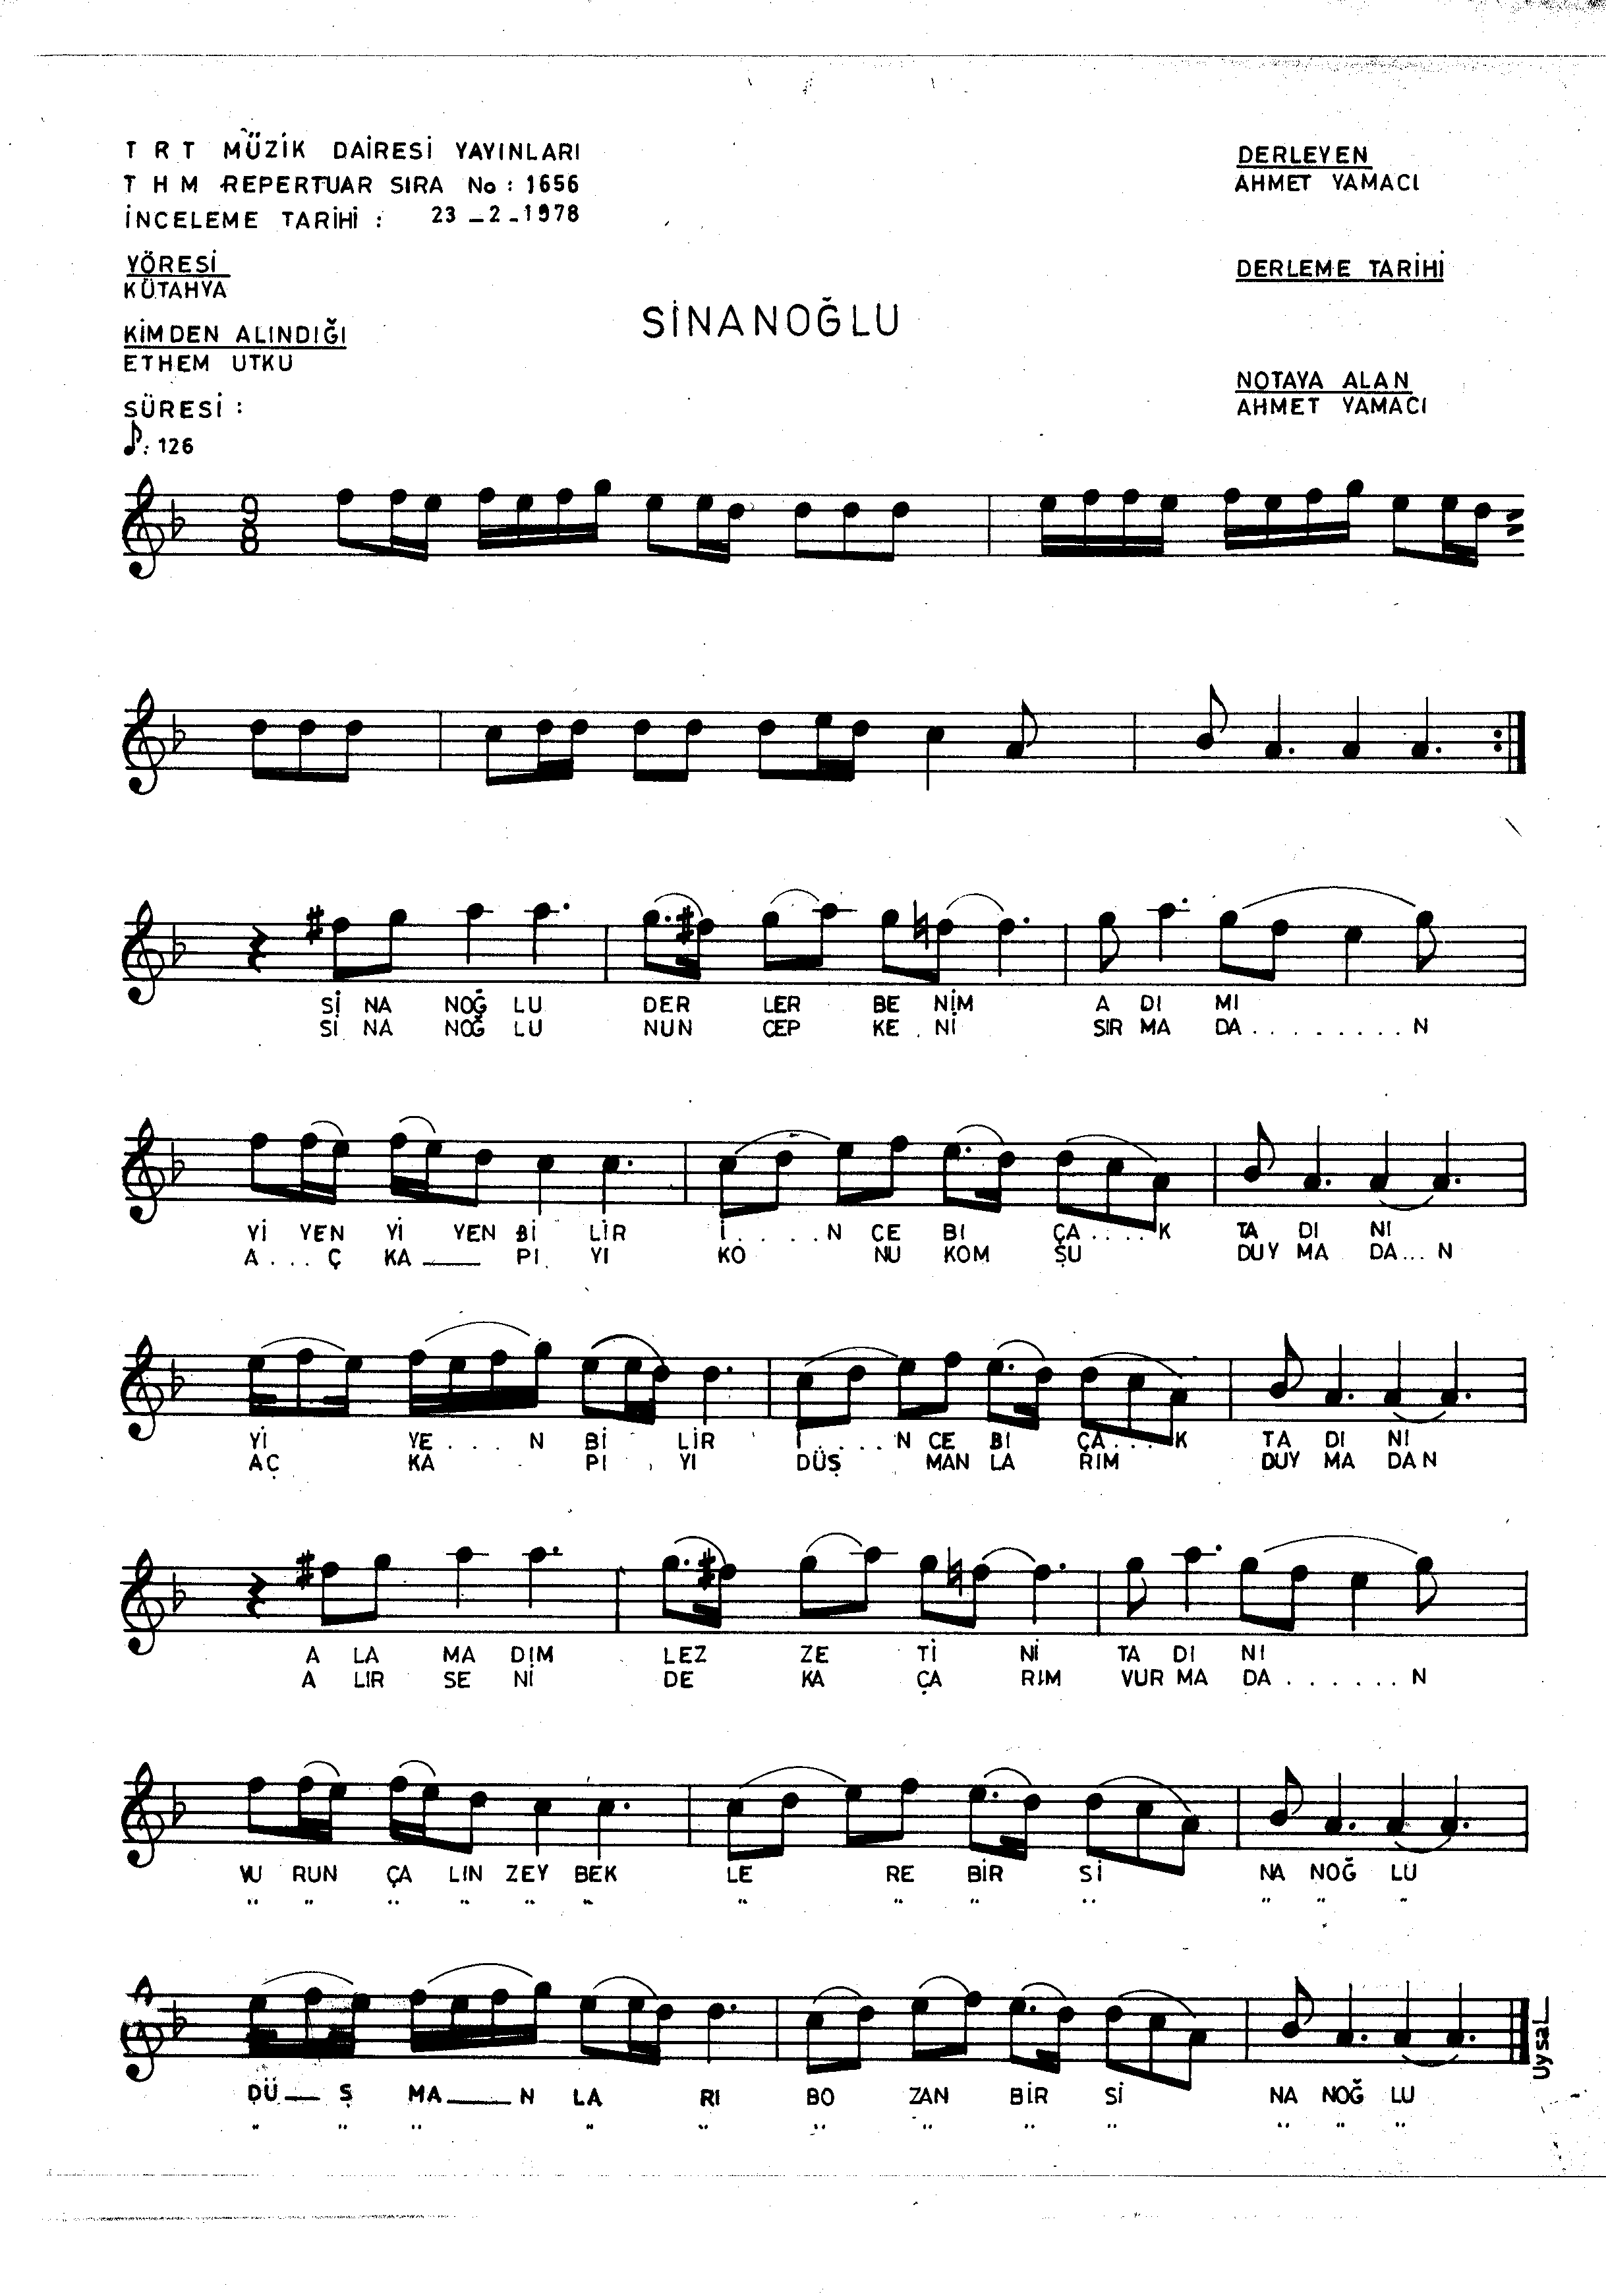 TRT MÜZİK DAİRESİ YAYINLARI
THM REPERTUAR SIRA No: 1656
İNCELEME TARİHİ : 23_2_1978
DERLEYEN
AHMET YAMACI
YÖRESİ
KÜTAHYA
DERLEME TARİHİ
SİNANOĞLU
KİMDEN ALINDIĞI
ETHEM UTKU
NOTAYA ALAN
AHMET YAMACI
SÜRESİ :
♪: 126
9
8
Sİ NA NOĞ LU DER LER BE NİM A DI MI
Sİ NA NOĞ LU NUN CEP KE Nİ SIR MA DA . . . . . . . . N
Yİ YEN Yİ YEN Bİ LİR İ . . . . N CE BI ÇA . . . . K TA DI NI
A . . . Ç KA ___ PI YI KO NU KOM ŞU DUY MA DA... N
Yİ YE . . . N Bİ LİR İ . . . . N CE BI ÇA . . . K TA DI NI
AÇ KA PI YI DÜŞ MAN LA RIM DUY MA DAN
A LA MA DIM LEZ ZE Tİ Nİ TA DI NI
A LIR SE Nİ DE KA ÇA RIM VUR MA DA . . . . . . N
VU RUN ÇA LIN ZEY BEK LE RE BİR Sİ NA NOĞ LU
" " " " " " " " " " " " "
DÜ__ Ş MA___ N LA RI BO ZAN BİR Sİ NA NOĞ LU
" " " " " " " " " " " "
Uysal